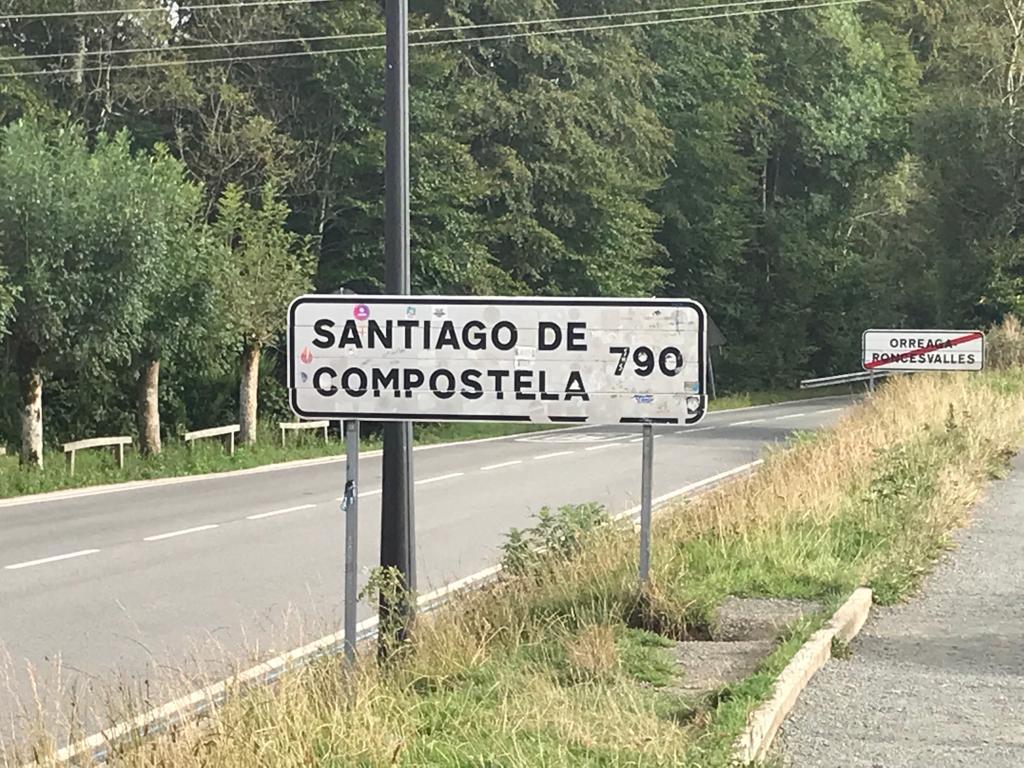 SANTIAGO DE
COMPOSTELA
790
ORREAGA-
RONCESVALLES